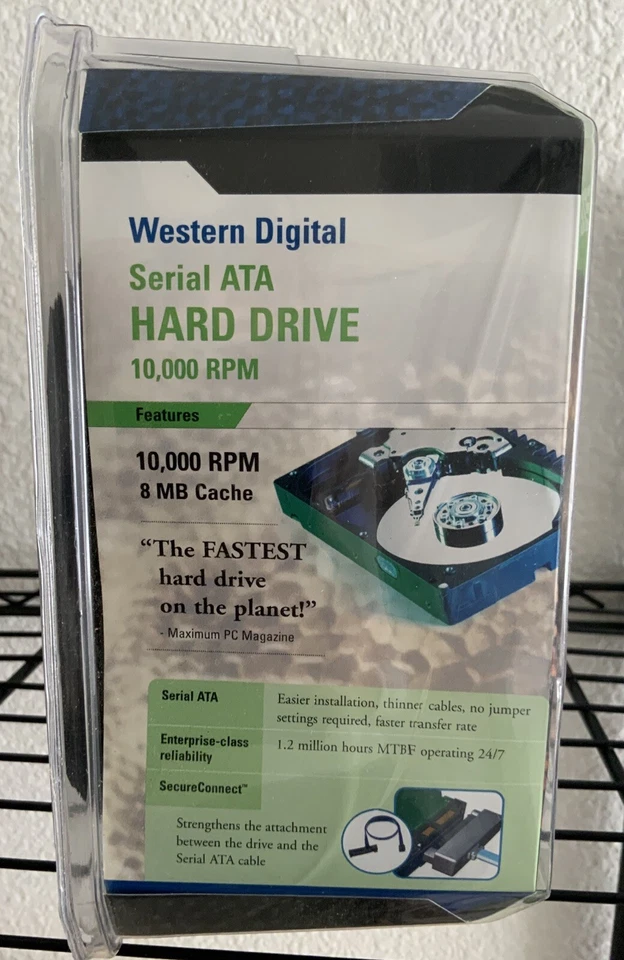 Western Digital
Serial ATA
HARD DRIVE
10,000 RPM
Features
10,000 RPM
8 MB Cache
“The FASTEST
hard drive
on the planet!”
- Maximum PC Magazine
Serial ATA
Easier installation, thinner cables, no jumper
settings required, faster transfer rate
Enterprise-class
reliability
1.2 million hours MTBF operating 24/7
SecureConnect™
Strengthens the attachment
between the drive and the
Serial ATA cable